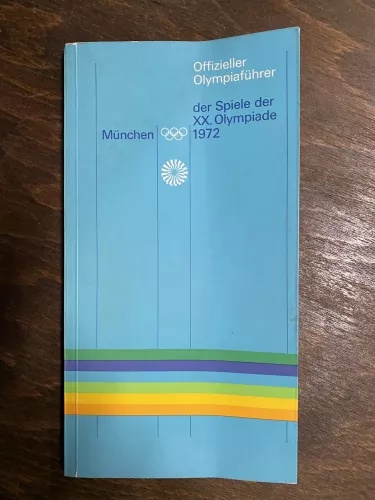 Offizieller
Olympiaführer
der Spiele der
XX. Olympiade
München 1972